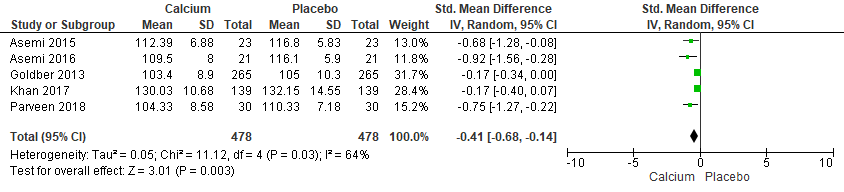 Calcium Placebo Std. Mean Difference Std. Mean Difference
Study or Subgroup Mean SD Total Mean SD Total Weight IV, Random, 95% CI IV, Random, 95% CI
Asemi 2015 112.39 6.88 23 116.8 5.83 23 13.0% -0.68 [-1.28, -0.08]
Asemi 2016 109.5 8 21 116.1 5.9 21 11.8% -0.92 [-1.56, -0.28]
Goldber 2013 103.4 8.9 265 105 10.3 265 31.7% -0.17 [-0.34, 0.00]
Khan 2017 130.03 10.68 139 132.15 14.55 139 28.4% -0.17 [-0.40, 0.07]
Parveen 2018 104.33 8.58 30 110.33 7.18 30 15.2% -0.75 [-1.27, -0.22]
Total (95% CI) 478 478 100.0% -0.41 [-0.68, -0.14]
Heterogeneity: Tau² = 0.05; Chi² = 11.12, df = 4 (P = 0.03); I² = 64%
Test for overall effect: Z = 3.01 (P = 0.003)
-10 -5 0 5 10
Calcium Placebo